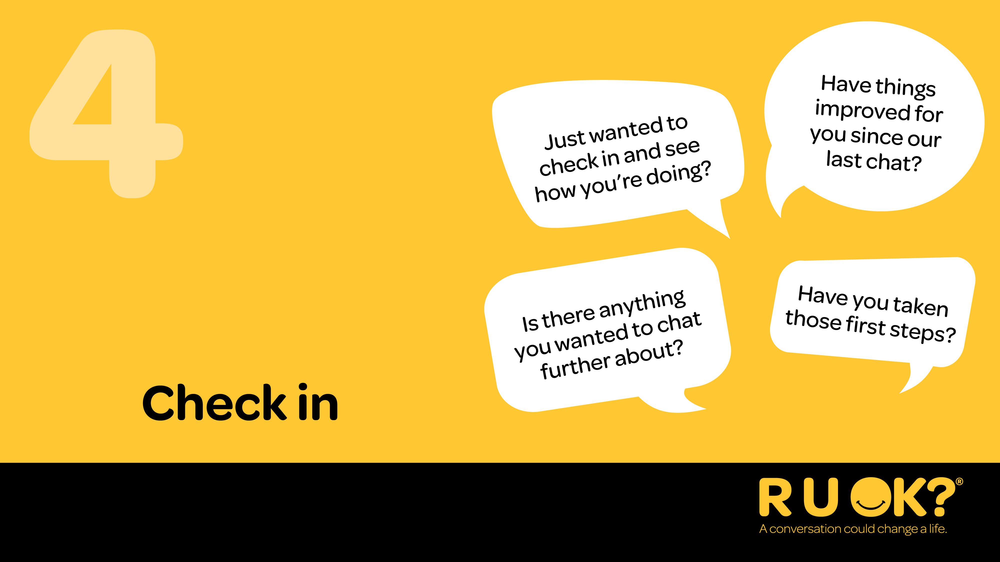 4
Check in
Just wanted to
check in and see
how you’re doing?
Have things
improved for
you since our
last chat?
Is there anything
you wanted to chat
further about?
Have you taken
those first steps?
R U OK?®
A conversation could change a life.